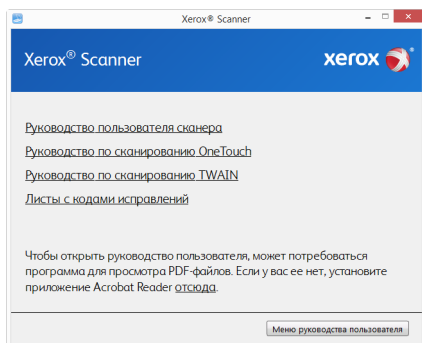 Xerox® Scanner
Xerox® Scanner
xerox®
Руководство пользователя сканера
Руководство по сканированию OneTouch
Руководство по сканированию TWAIN
Листы с кодами исправлений
Чтобы открыть руководство пользователя, может потребоваться
программа для просмотра PDF-файлов. Если у вас ее нет, установите
приложение Acrobat Reader отсюда.
Меню руководства пользователя